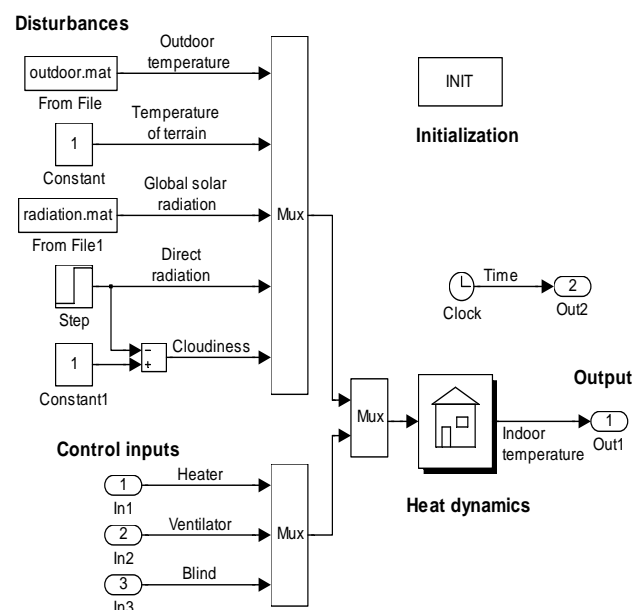 Disturbances
outdoor.mat
From File
Outdoor
temperature
1
Constant
Temperature
of terrain
radiation.mat
From File1
Global solar
radiation
Step
Direct
radiation
1
Constant1
−
+
Cloudiness
Mux
INIT
Initialization
Clock
Time
2
Out2
Control inputs
1
In1
Heater
2
In2
Ventilator
3
In3
Blind
Mux
Mux
Heat dynamics
Indoor
temperature
Output
1
Out1